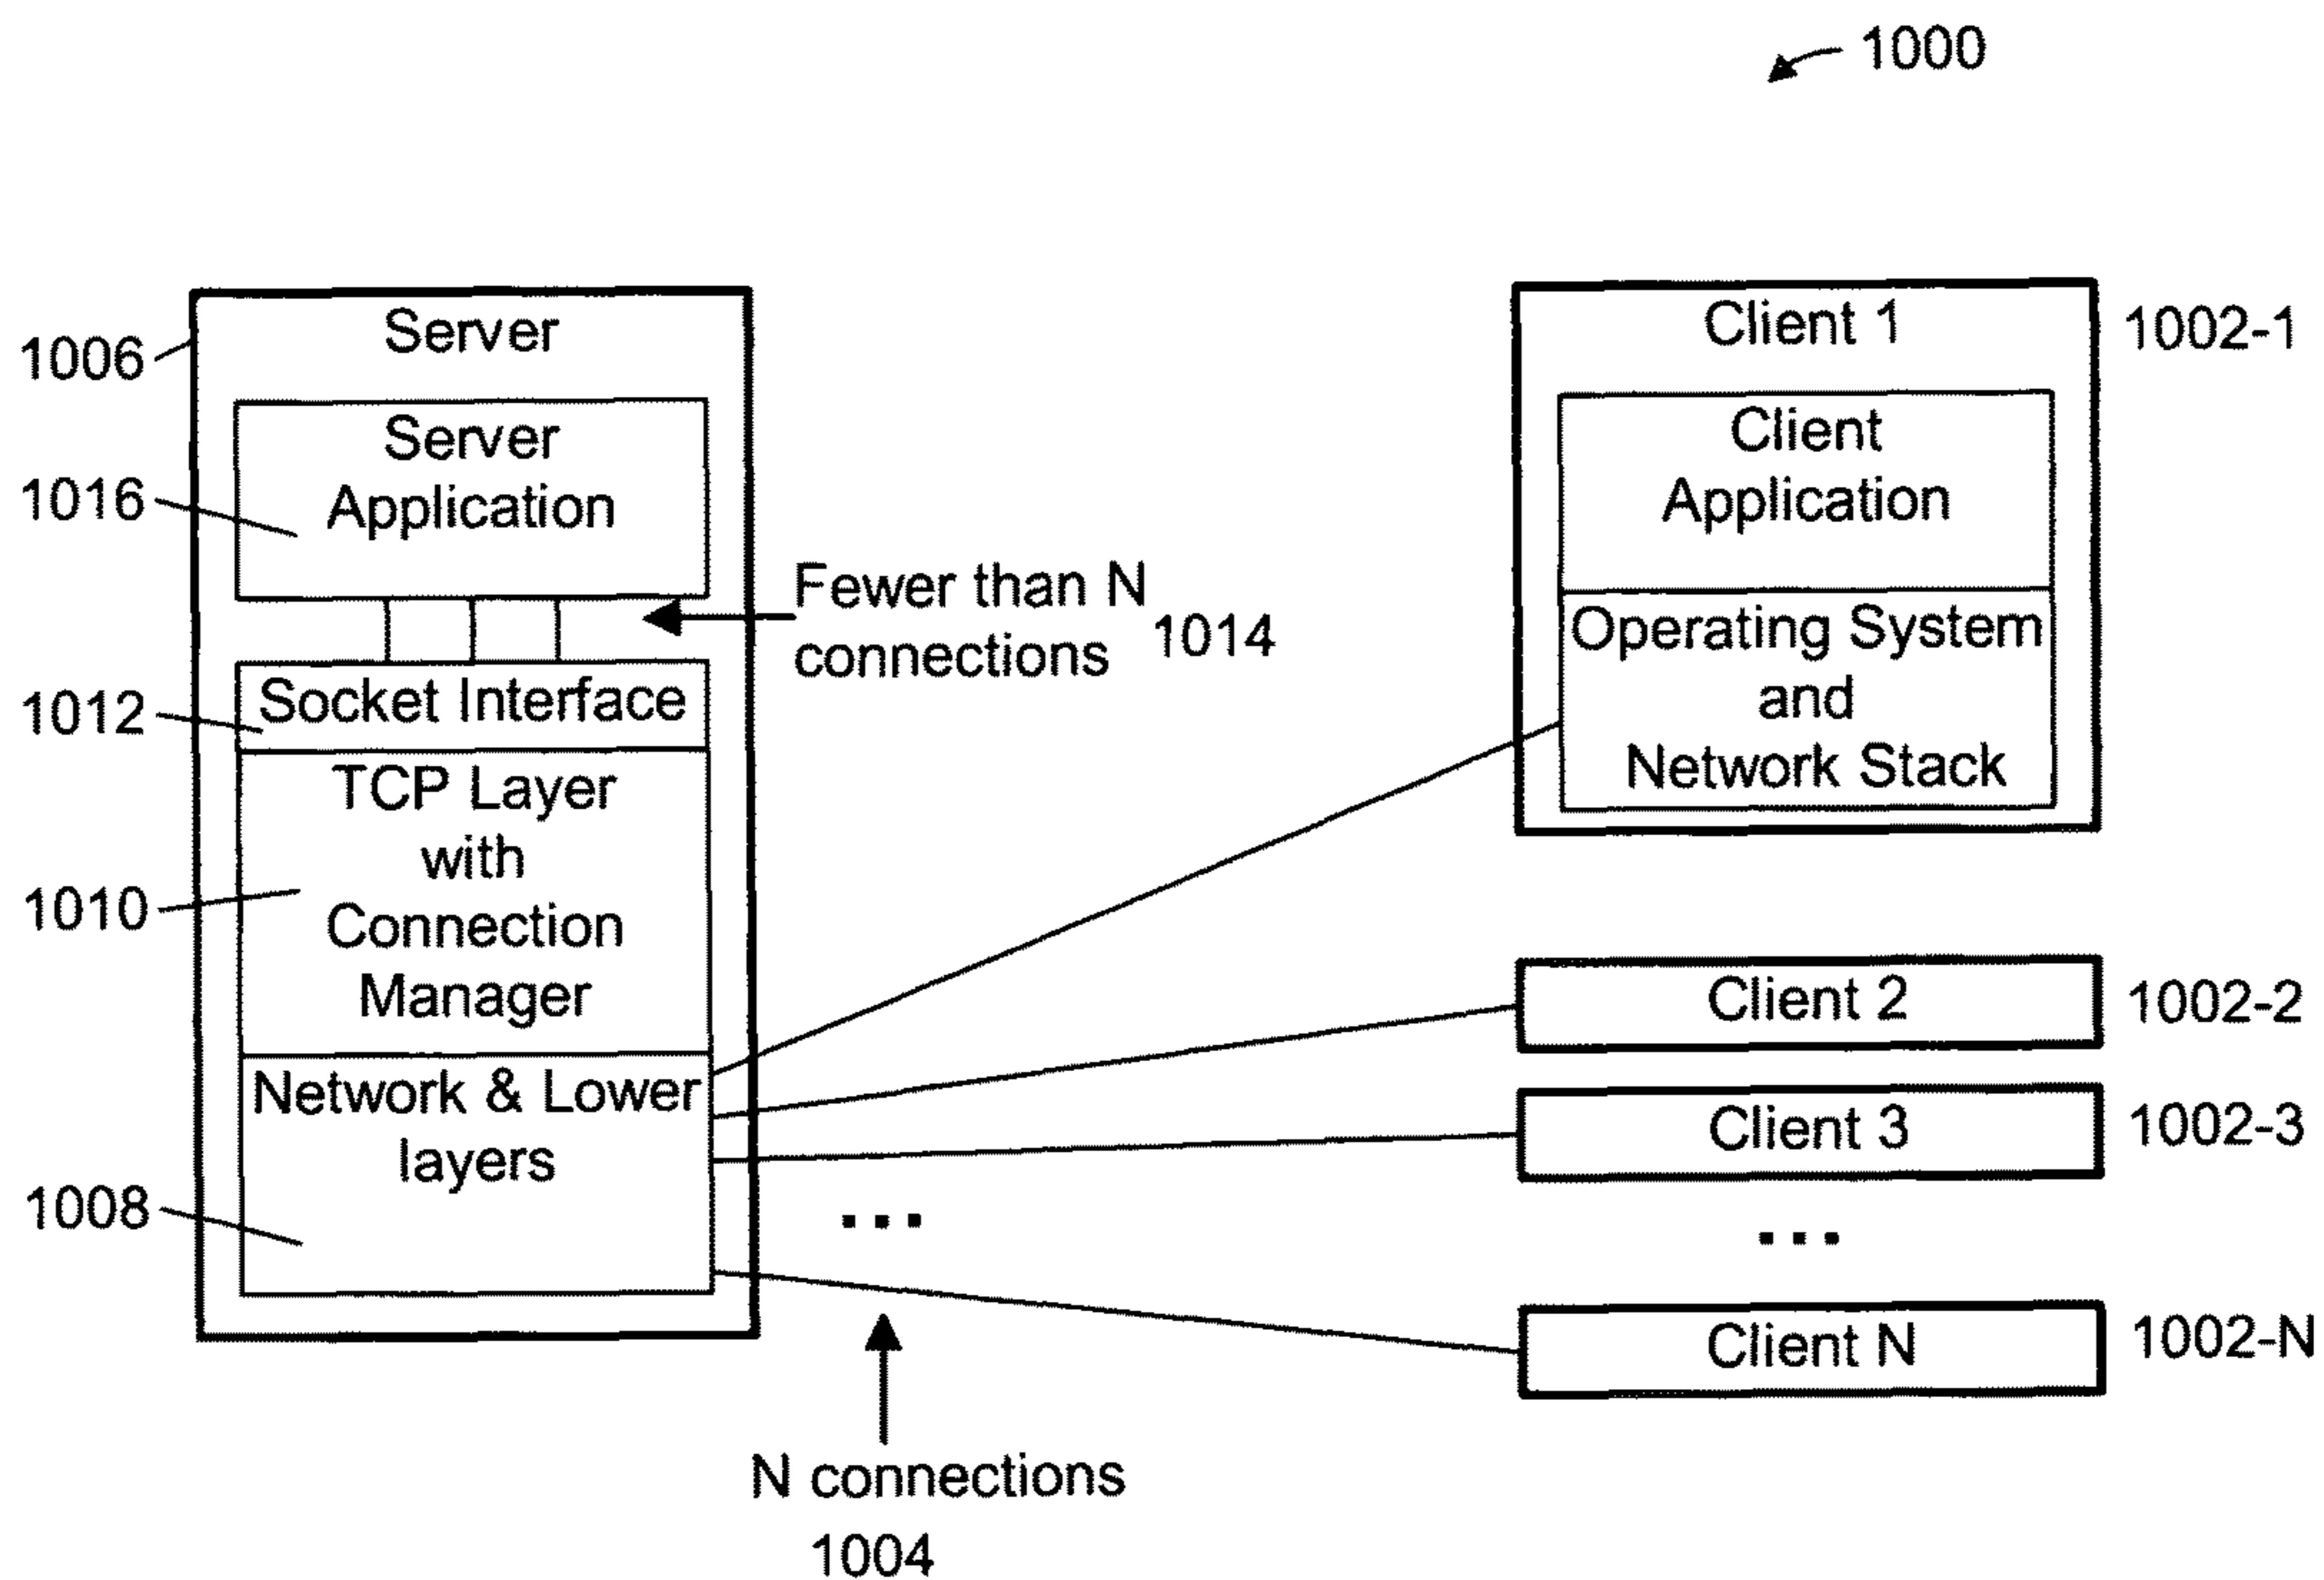 1000
Server
1006
Server
Application
1016
Fewer than N
connections
1014
Socket Interface
1012
TCP Layer
with
Connection
Manager
1010
Network & Lower
layers
1008
...
N connections
1004
Client 1
1002-1
Client
Application
Operating System
and
Network Stack
Client 2
1002-2
Client 3
1002-3
...
Client N
1002-N